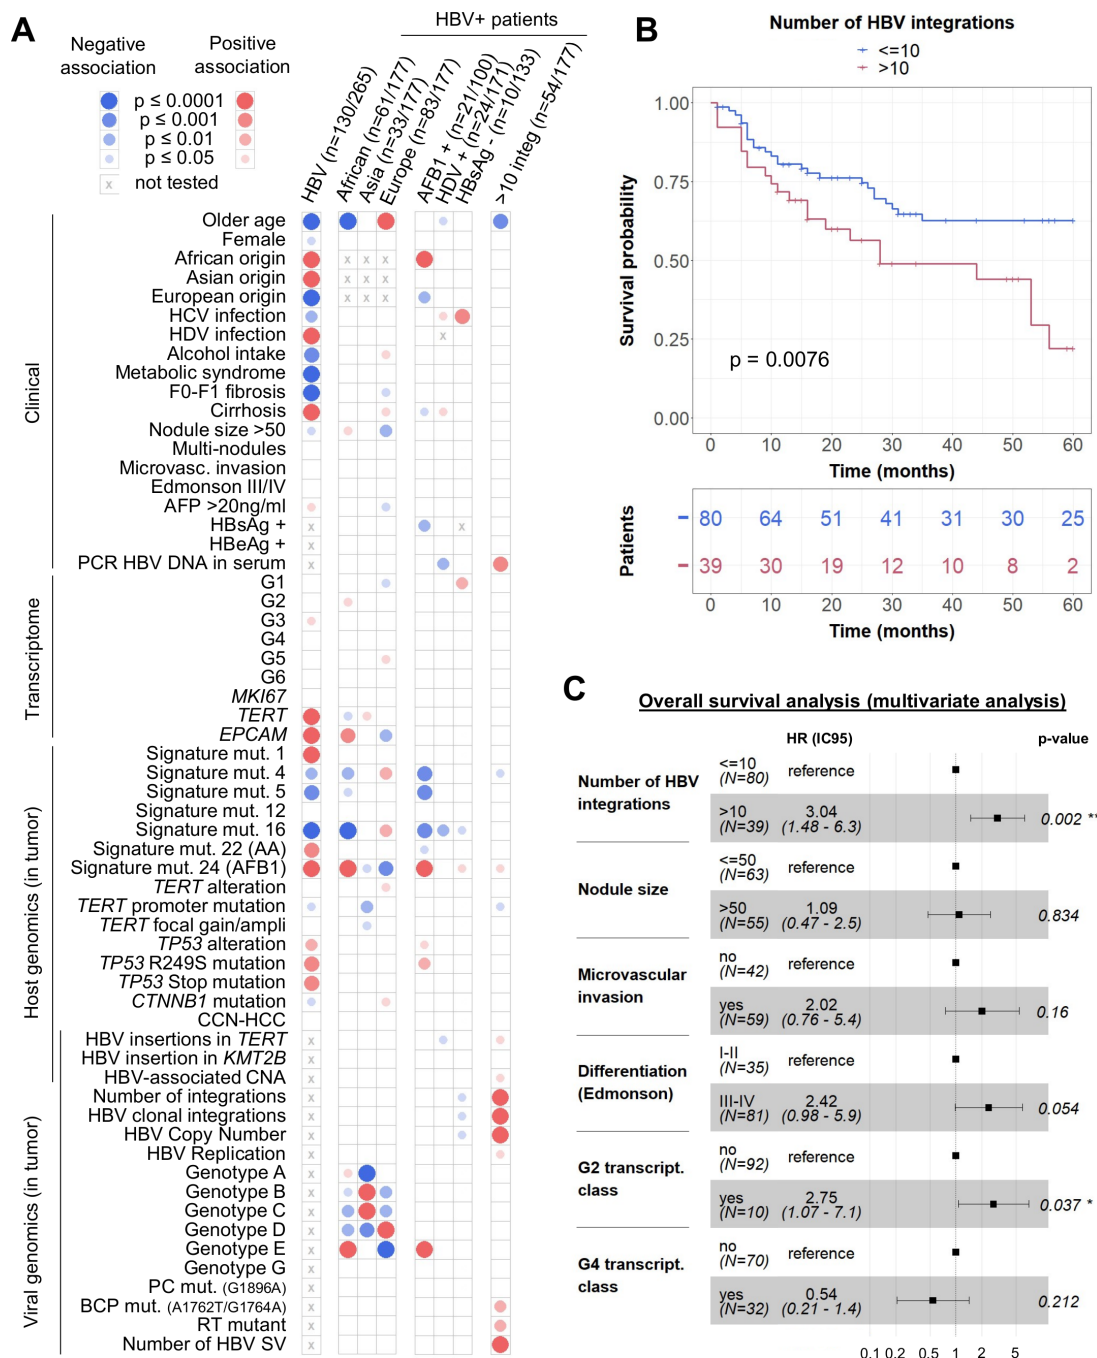 A
HBV+ patients
Negative association
Positive association
p ≤ 0.0001
p ≤ 0.001
p ≤ 0.01
p ≤ 0.05
x not tested
HBV (n=130/265)
African (n=61/177)
Asia (n=33/177)
Europe (n=83/177)
AFB1 + (n=21/100)
HDV + (n=24/171)
HBsAg - (n=10/133)
>10 integ (n=54/177)
Clinical
Older age
Female
African origin x x x
Asian origin x x x
European origin x x x
HCV infection
HDV infection x
Alcohol intake
Metabolic syndrome
F0-F1 fibrosis
Cirrhosis
Nodule size >50
Multi-nodules
Microvasc. invasion
Edmonson III/IV
AFP >20ng/ml
HBsAg + x x
HBeAg + x
PCR HBV DNA in serum x
Transcriptome
G1
G2
G3
G4
G5
G6
MKI67
TERT
EPCAM
Host genomics (in tumor)
Signature mut. 1
Signature mut. 4
Signature mut. 5
Signature mut. 12
Signature mut. 16
Signature mut. 22 (AA)
Signature mut. 24 (AFB1)
TERT alteration
TERT promoter mutation
TERT focal gain/ampli
TP53 alteration
TP53 R249S mutation
TP53 Stop mutation
CTNNB1 mutation
CCN-HCC
Viral genomics (in tumor)
HBV insertions in TERT x
HBV insertion in KMT2B x
HBV-associated CNA x
Number of integrations x
HBV clonal integrations x
HBV Copy Number x
HBV Replication x
Genotype A x
Genotype B x
Genotype C x
Genotype D x
Genotype E x
Genotype G x
PC mut. (G1896A) x
BCP mut. (A1762T/G1764A) x
RT mutant x
Number of HBV SV x
B
Number of HBV integrations
<=10
>10
Survival probability
1.00
0.75
0.50
0.25
0.00
p = 0.0076
0 10 20 30 40 50 60
Time (months)
Patients
80 64 51 41 31 30 25
39 30 19 12 10 8 2
0 10 20 30 40 50 60
Time (months)
C
Overall survival analysis (multivariate analysis)
HR (IC95) p-value
Number of HBV integrations
<=10 (N=80) reference
>10 (N=39) 3.04 (1.48 - 6.3) 0.002 **
Nodule size
<=50 (N=63) reference
>50 (N=55) 1.09 (0.47 - 2.5) 0.834
Microvascular invasion
no (N=42) reference
yes (N=59) 2.02 (0.76 - 5.4) 0.16
Differentiation (Edmonson)
I-II (N=35) reference
III-IV (N=81) 2.42 (0.98 - 5.9) 0.054
G2 transcript. class
no (N=92) reference
yes (N=10) 2.75 (1.07 - 7.1) 0.037 *
G4 transcript. class
no (N=70) reference
yes (N=32) 0.54 (0.21 - 1.4) 0.212
0.1 0.2 0.5 1 2 5